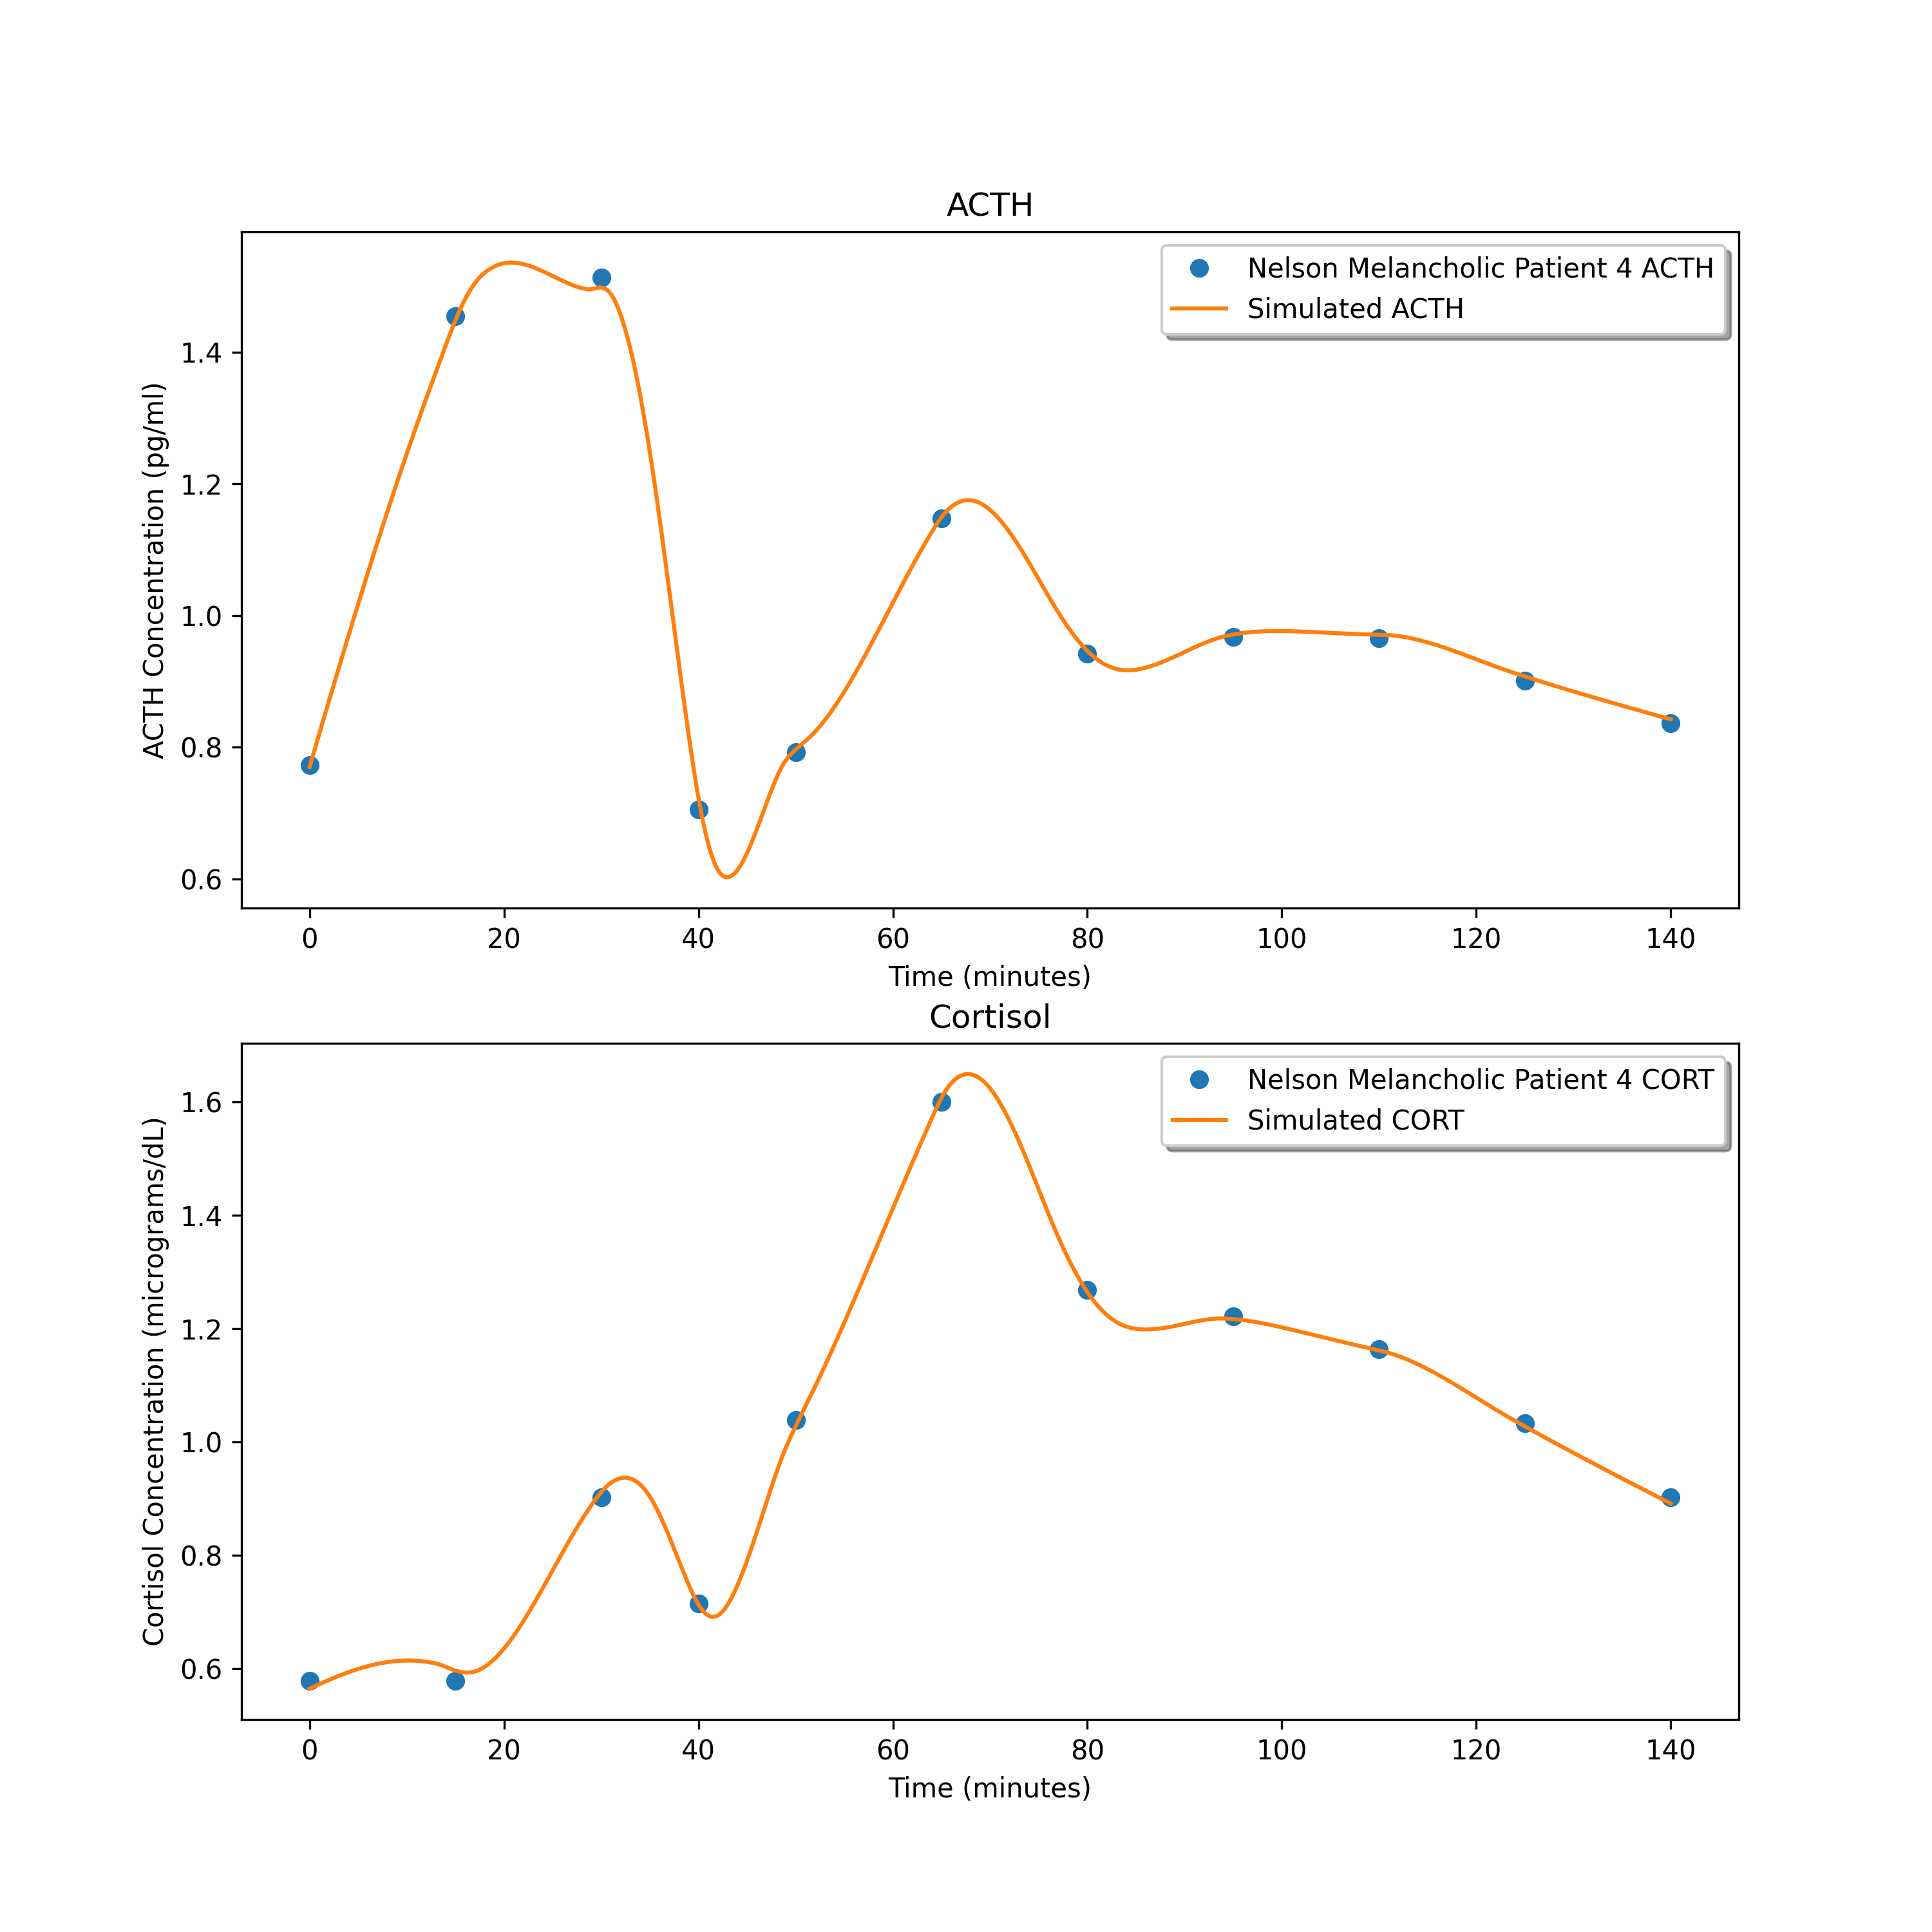 ACTH
Nelson Melancholic Patient 4 ACTH
Simulated ACTH
ACTH Concentration (pg/ml)
1.4
1.2
1.0
0.8
0.6
0 20 40 60 80 100 120 140
Time (minutes)
Cortisol
Nelson Melancholic Patient 4 CORT
Simulated CORT
Cortisol Concentration (micrograms/dL)
1.6
1.4
1.2
1.0
0.8
0.6
0 20 40 60 80 100 120 140
Time (minutes)